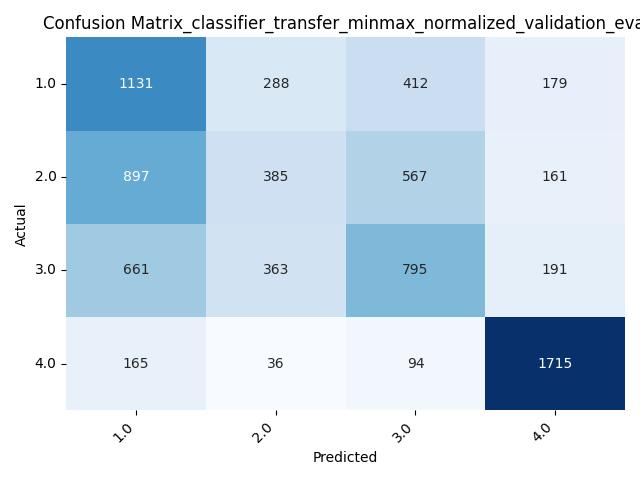 Confusion Matrix_classifier_transfer_minmax_normalized_validation_eva
1.0 1131 288 412 179
2.0 897 385 567 161
3.0 661 363 795 191
4.0 165 36 94 1715
Actual
1.0 2.0 3.0 4.0
Predicted